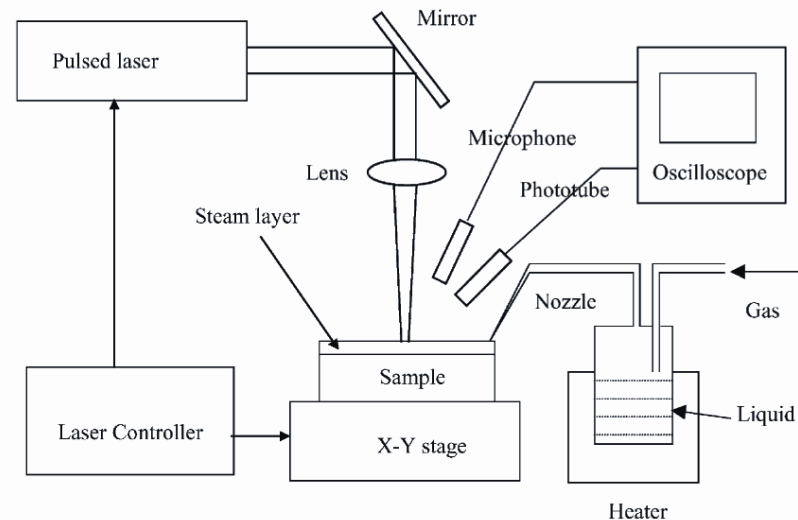 Mirror
Pulsed laser
Microphone
Lens
Oscilloscope
Phototube
Steam layer
Nozzle
Gas
Sample
Liquid
Laser Controller
X-Y stage
Heater